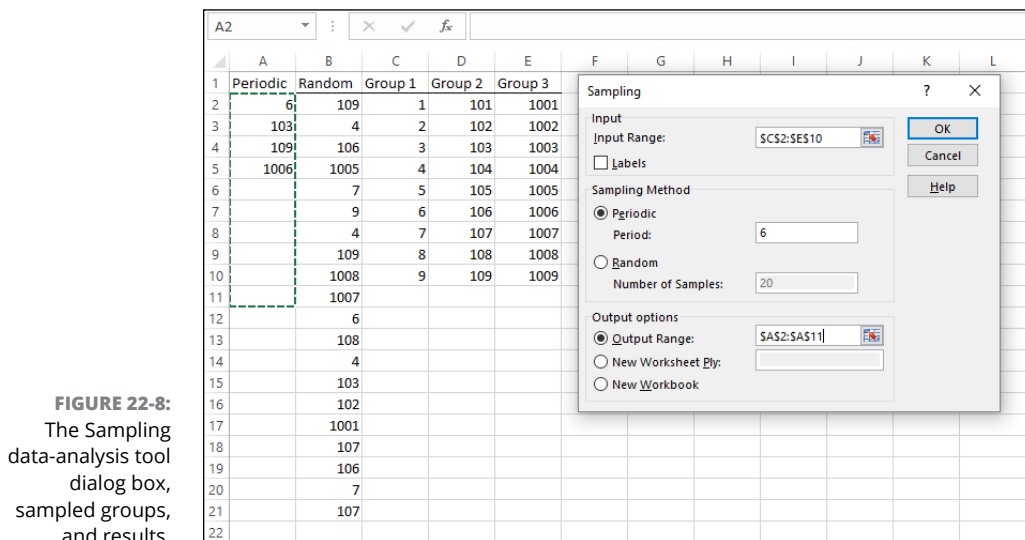 A2
fx
A B C D E F G H I J K L
1 Periodic Random Group 1 Group 2 Group 3
2 6 109 1 101 1001
3 103 4 2 102 1002
4 109 106 3 103 1003
5 1006 1005 4 104 1004
6 7 5 105 1005
7 9 6 106 1006
8 4 7 107 1007
9 109 8 108 1008
10 1008 9 109 1009
11 1007
12 6
13 108
14 4
15 103
16 102
17 1001
18 107
19 106
20 7
21 107
22
Sampling ?
Input
Input Range: $C$2:$E$10
Labels
OK
Cancel
Help
Sampling Method
Periodic
Period: 6
Random
Number of Samples: 20
Output options
Output Range: $A$2:$A$11
New Worksheet Ply:
New Workbook
FIGURE 22-8:
The Sampling
data-analysis tool
dialog box,
sampled groups,
and results.